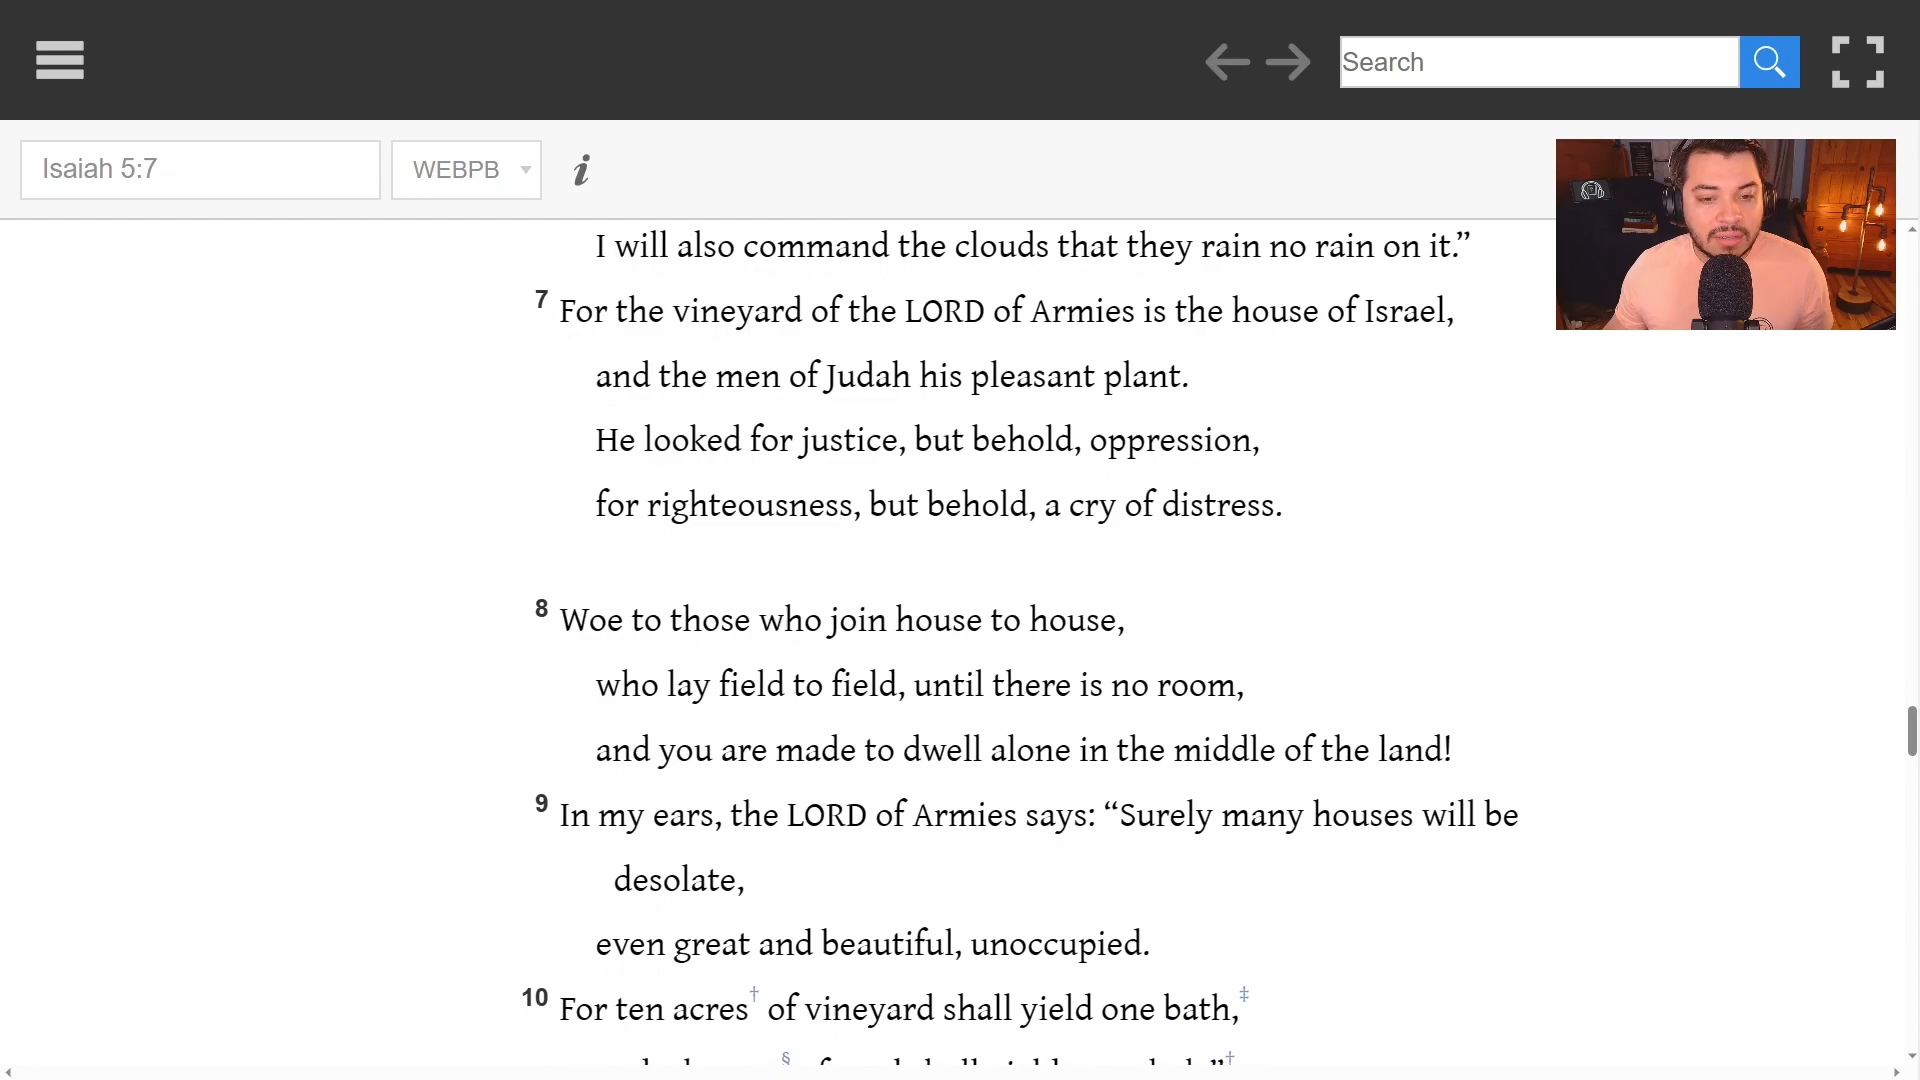 Search
Isaiah 5:7
WEBPB
i
I will also command the clouds that they rain no rain on it.”
7 For the vineyard of the LORD of Armies is the house of Israel,
and the men of Judah his pleasant plant.
He looked for justice, but behold, oppression,
for righteousness, but behold, a cry of distress.
8 Woe to those who join house to house,
who lay field to field, until there is no room,
and you are made to dwell alone in the middle of the land!
9 In my ears, the LORD of Armies says: “Surely many houses will be
desolate,
even great and beautiful, unoccupied.
10 For ten acres† of vineyard shall yield one bath,‡